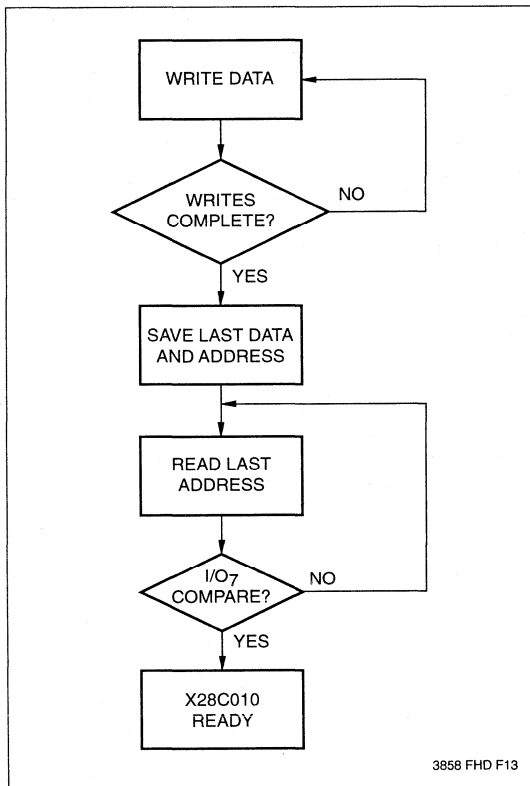 WRITE DATA
NO
WRITES
COMPLETE?
YES
SAVE LAST DATA
AND ADDRESS
READ LAST
ADDRESS
I/O7
NO
COMPARE?
YES
X28C010
READY
3858 FHD F13